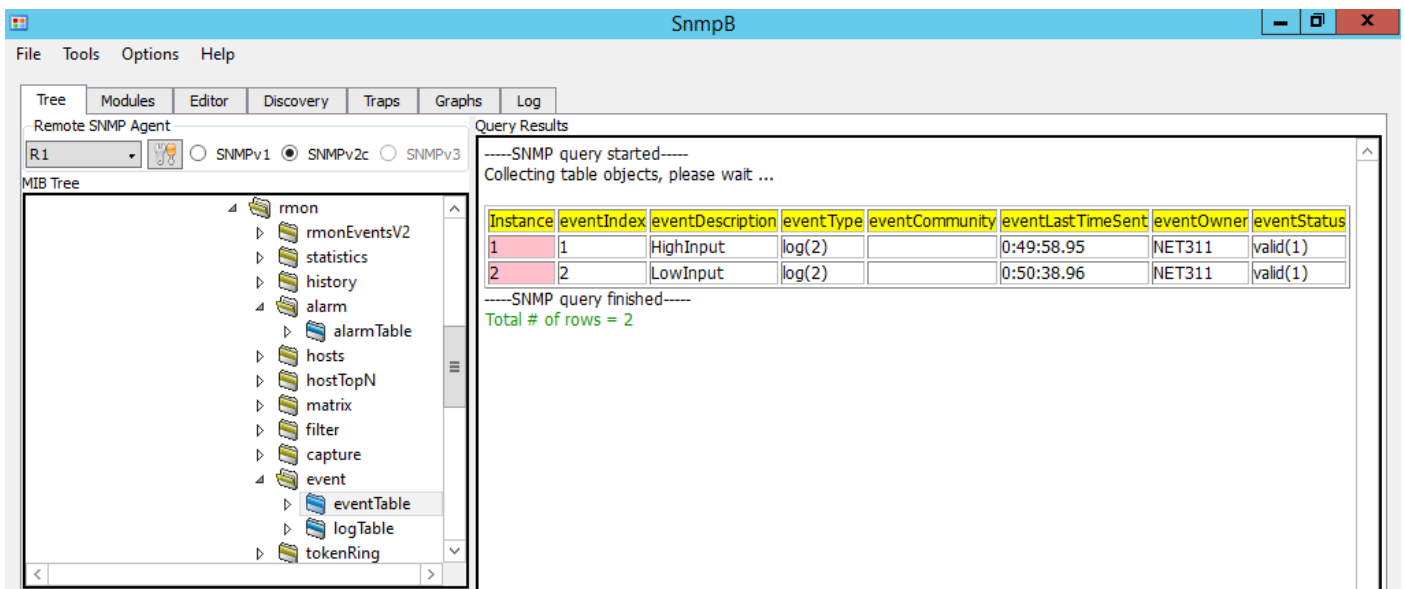 SnmpB
File Tools Options Help
Tree Modules Editor Discovery Traps Graphs Log
Remote SNMP Agent
R1 SNMPv1 SNMPv2c SNMPv3
MIB Tree
rmon
rmonEventsV2
statistics
history
alarm
alarmTable
hosts
hostTopN
matrix
filter
capture
event
eventTable
logTable
tokenRing
Query Results
-----SNMP query started-----
Collecting table objects, please wait ...
Instance eventIndex eventDescription eventType eventCommunity eventLastTimeSent eventOwner eventStatus
1 1 HighInput log(2) 0:49:58.95 NET311 valid(1)
2 2 LowInput log(2) 0:50:38.96 NET311 valid(1)
-----SNMP query finished-----
Total # of rows = 2